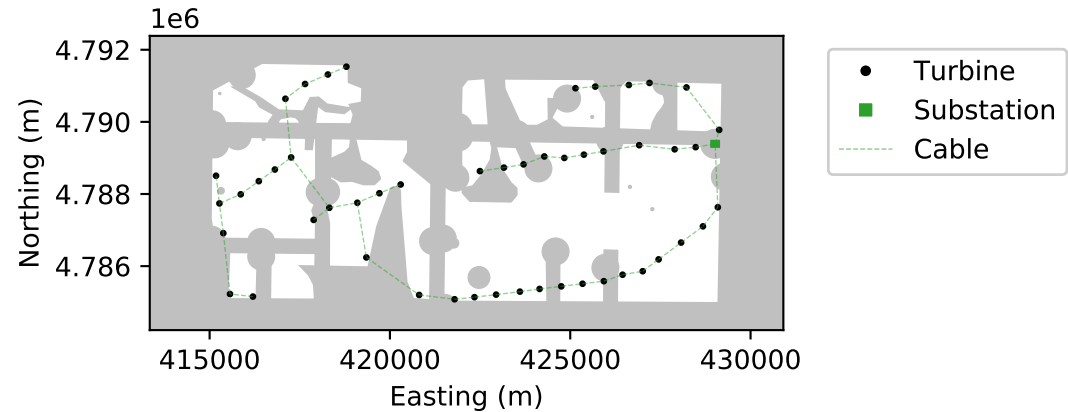 1e6
4.792
4.790
4.788
4.786
Northing (m)
415000 420000 425000 430000
Easting (m)
Turbine
Substation
Cable